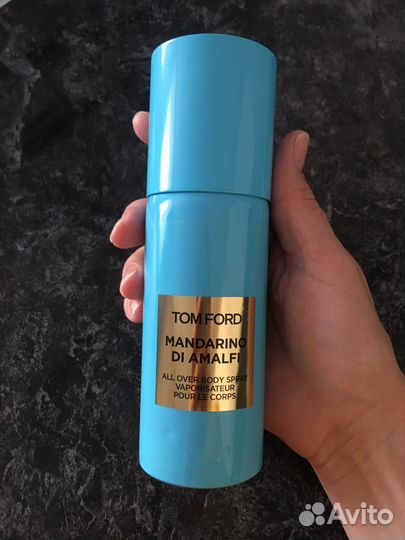 TOM FORD
MANDARINO
DI AMALFI
ALL OVER BODY SPRAY
VAPORISATEUR
POUR LE CORPS
Avito